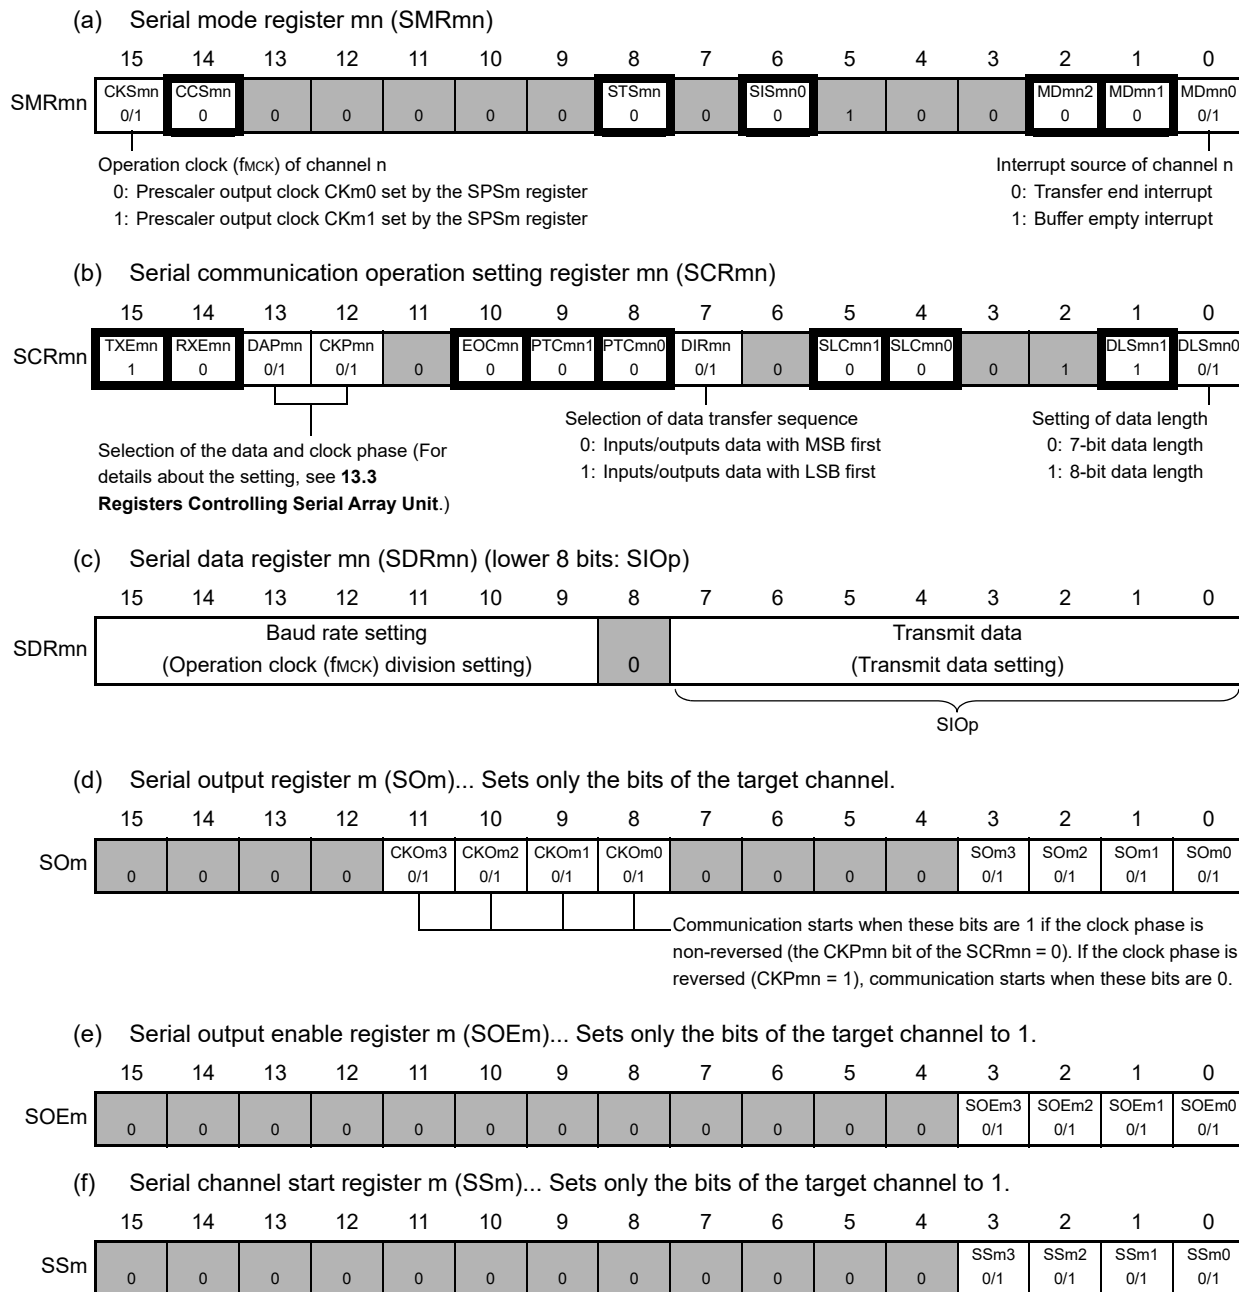 (a) Serial mode register mn (SMRmn)
15 14 13 12 11 10 9 8 7 6 5 4 3 2 1 0
SMRmn CKSmn CCSmn STSmn SISmn0 MDmn2 MDmn1 MDmn0
0/1 0 0 0 0 0 0 0 0 0 1 0 0 0 0 0/1
Operation clock (fMCK) of channel n
0: Prescaler output clock CKm0 set by the SPSm register
1: Prescaler output clock CKm1 set by the SPSm register
Interrupt source of channel n
0: Transfer end interrupt
1: Buffer empty interrupt
(b) Serial communication operation setting register mn (SCRmn)
15 14 13 12 11 10 9 8 7 6 5 4 3 2 1 0
SCRmn TXEmn RXEmn DAPmn CKPmn EOCmn PTCmn1 PTCmn0 DIRmn SLCmn1 SLCmn0 DLSmn1 DLSmn0
1 0 0/1 0/1 0 0 0 0 0/1 0 0 0 0 1 1 0/1
Selection of the data and clock phase (For
details about the setting, see 13.3
Registers Controlling Serial Array Unit.)
Selection of data transfer sequence
0: Inputs/outputs data with MSB first
1: Inputs/outputs data with LSB first
Setting of data length
0: 7-bit data length
1: 8-bit data length
(c) Serial data register mn (SDRmn) (lower 8 bits: SIOp)
15 14 13 12 11 10 9 8 7 6 5 4 3 2 1 0
SDRmn Baud rate setting Transmit data
(Operation clock (fMCK) division setting) 0 (Transmit data setting)
SIOp
(d) Serial output register m (SOm)... Sets only the bits of the target channel.
15 14 13 12 11 10 9 8 7 6 5 4 3 2 1 0
SOm CKOm3 CKOm2 CKOm1 CKOm0 SOm3 SOm2 SOm1 SOm0
0 0 0 0 0/1 0/1 0/1 0/1 0 0 0 0 0/1 0/1 0/1 0/1
Communication starts when these bits are 1 if the clock phase is
non-reversed (the CKPmn bit of the SCRmn = 0). If the clock phase is
reversed (CKPmn = 1), communication starts when these bits are 0.
(e) Serial output enable register m (SOEm)... Sets only the bits of the target channel to 1.
15 14 13 12 11 10 9 8 7 6 5 4 3 2 1 0
SOEm SOEm3 SOEm2 SOEm1 SOEm0
0 0 0 0 0 0 0 0 0 0 0 0 0/1 0/1 0/1 0/1
(f) Serial channel start register m (SSm)... Sets only the bits of the target channel to 1.
15 14 13 12 11 10 9 8 7 6 5 4 3 2 1 0
SSm SSm3 SSm2 SSm1 SSm0
0 0 0 0 0 0 0 0 0 0 0 0 0/1 0/1 0/1 0/1